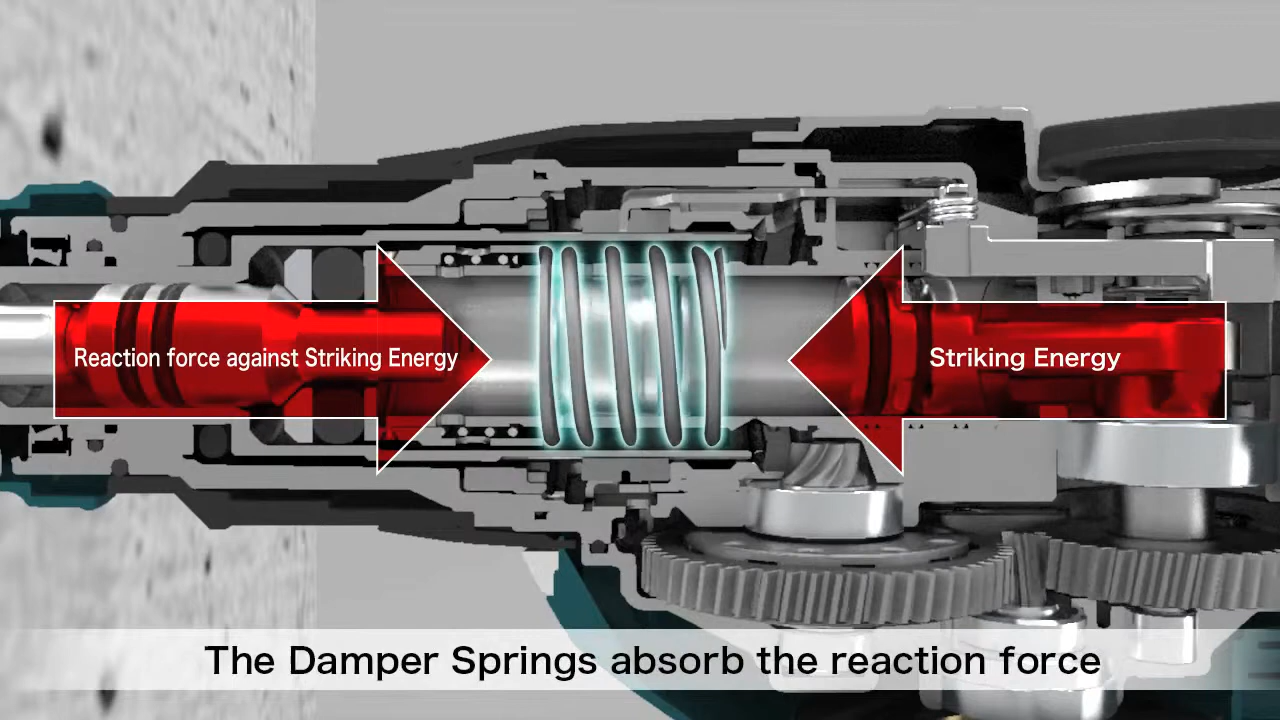 Reaction force against Striking Energy
Striking Energy
The Damper Springs absorb the reaction force